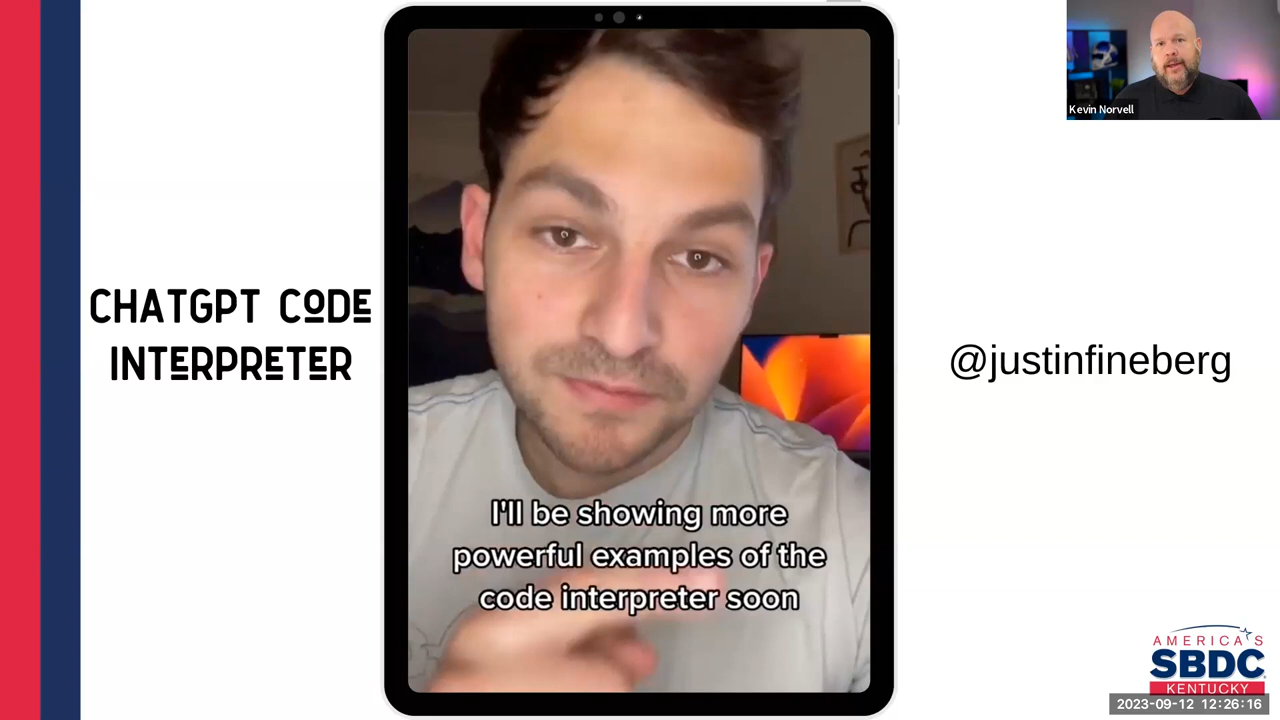 CHATGPT CODE
INTERPRETER
I'll be showing more
powerful examples of the
code interpreter soon
@justinfineberg
Kevin Norvell
AMERICA'S
SBDC
KENTUCKY
2023-09-12 12:26:16